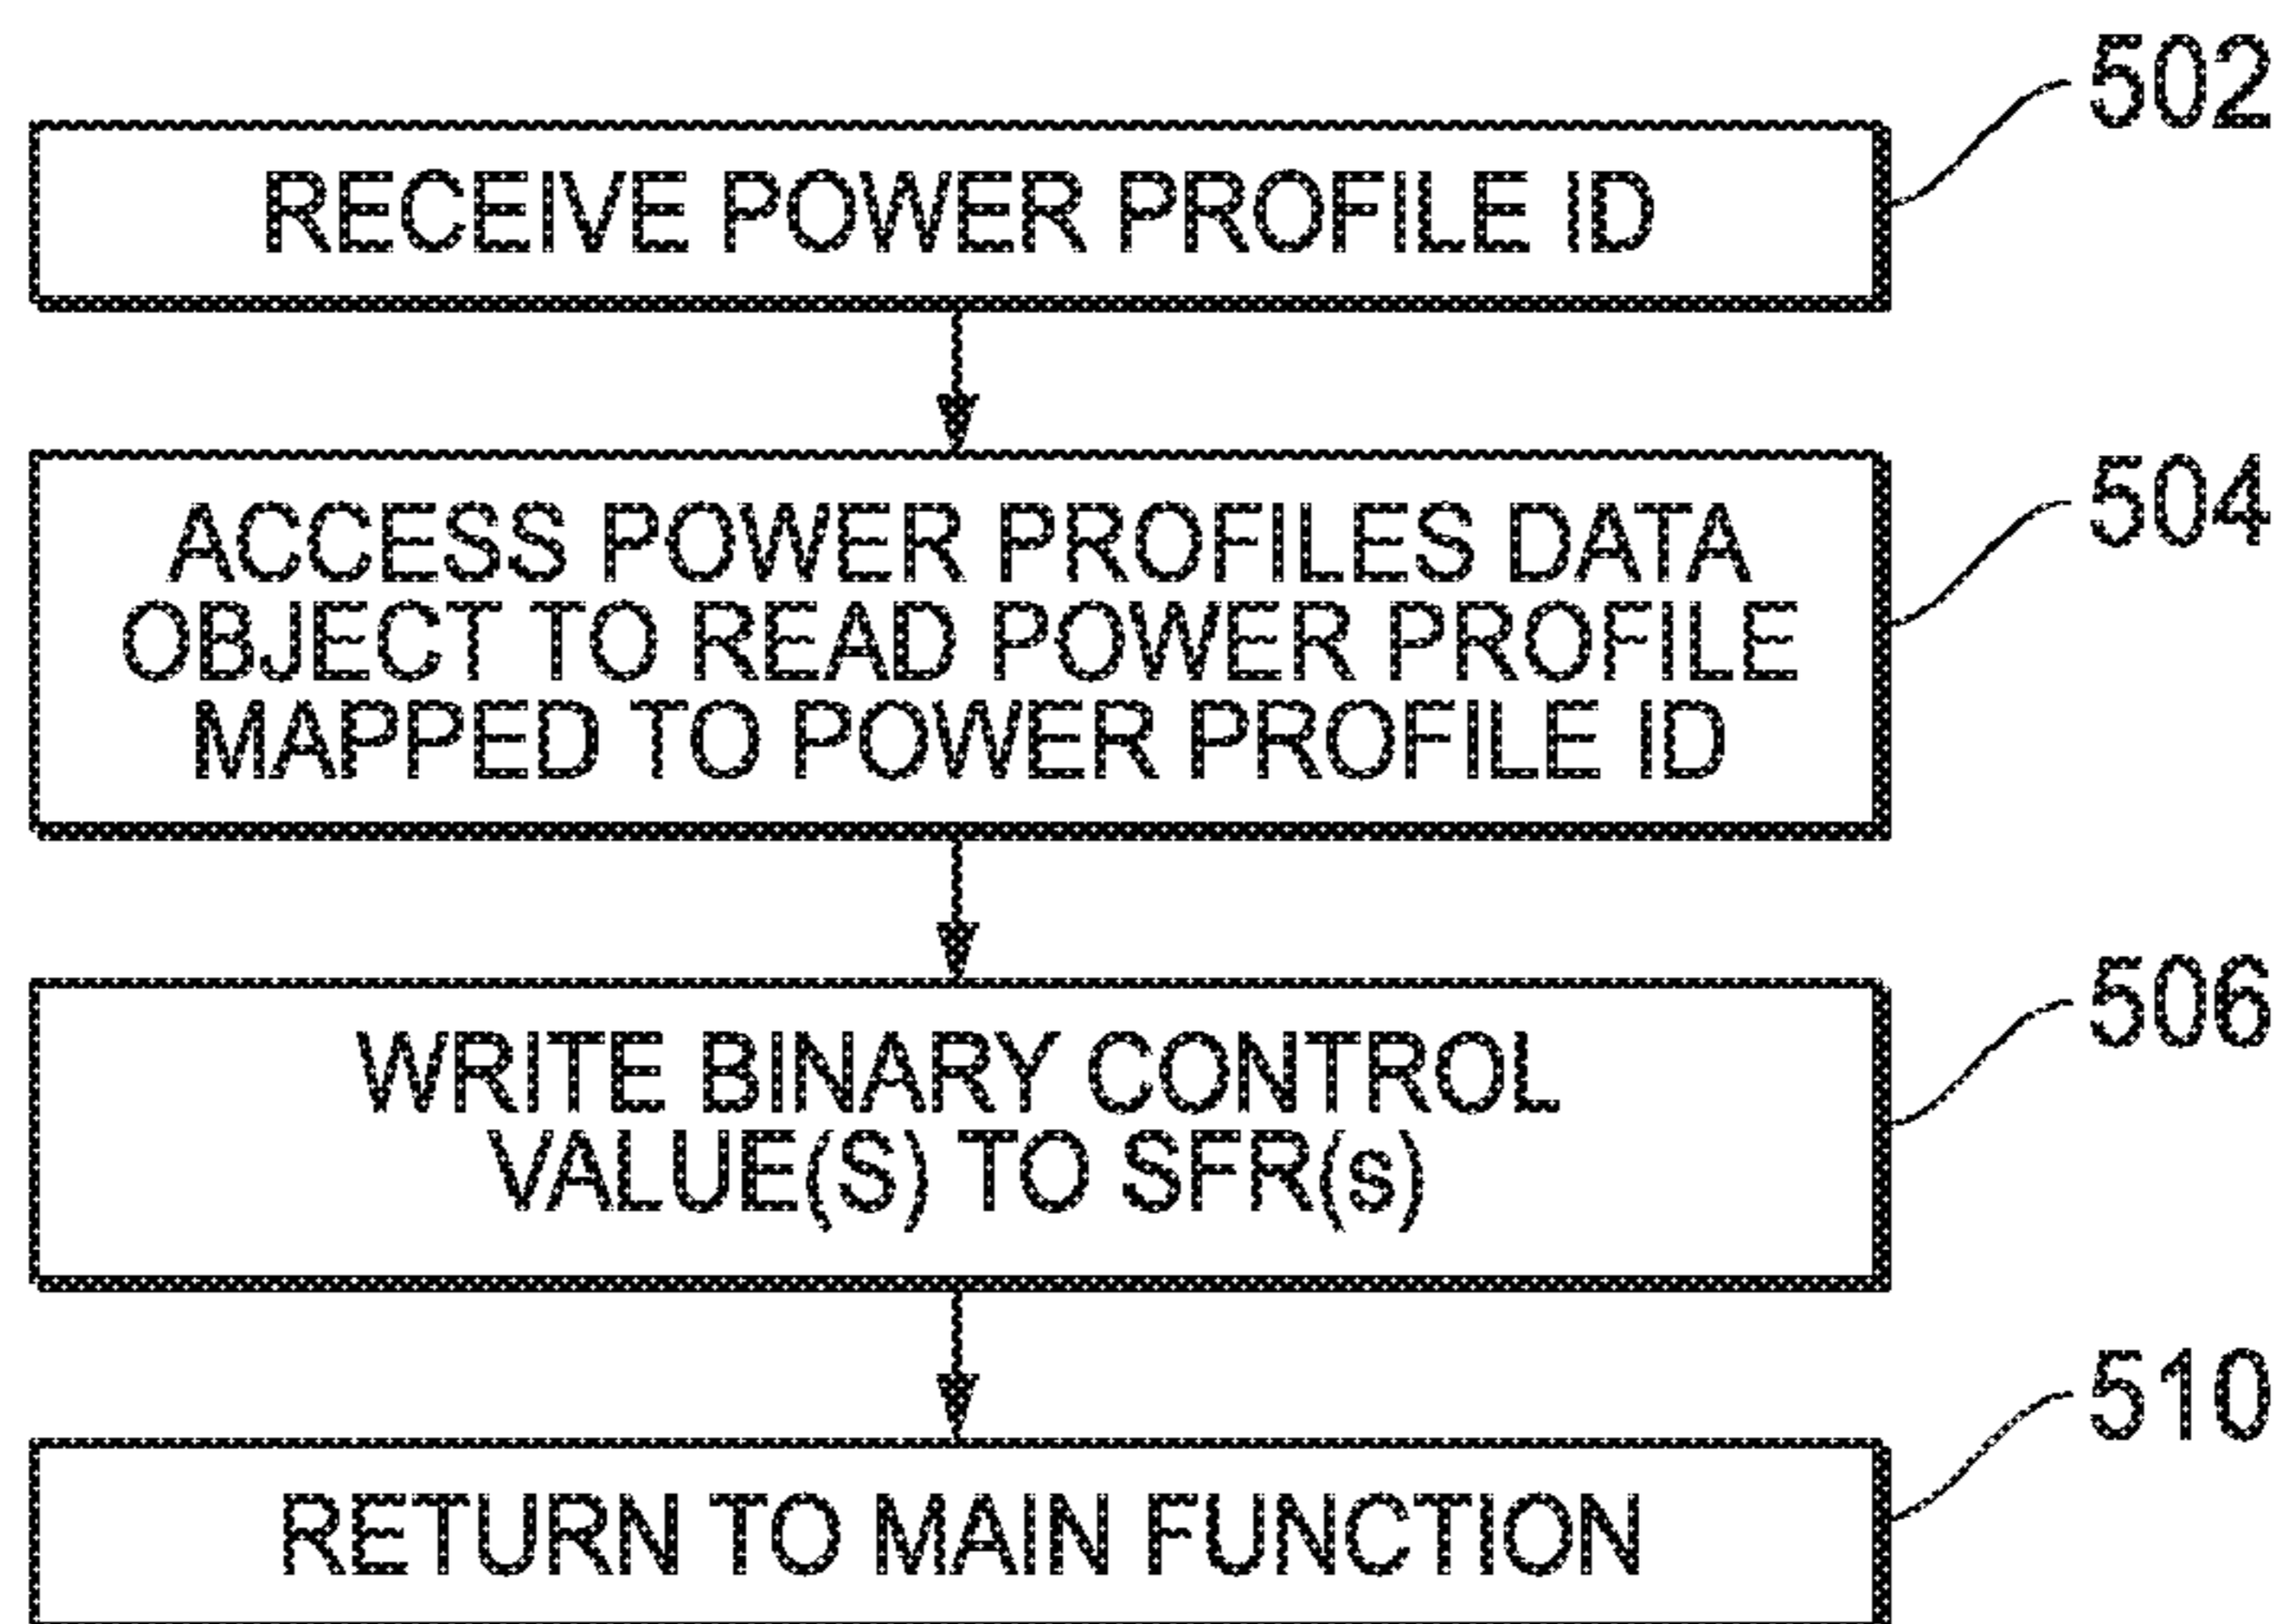 502
RECEIVE POWER PROFILE ID
504
ACCESS POWER PROFILES DATA
OBJECT TO READ POWER PROFILE
MAPPED TO POWER PROFILE ID
506
WRITE BINARY CONTROL
VALUE(S) TO SFR(s)
510
RETURN TO MAIN FUNCTION